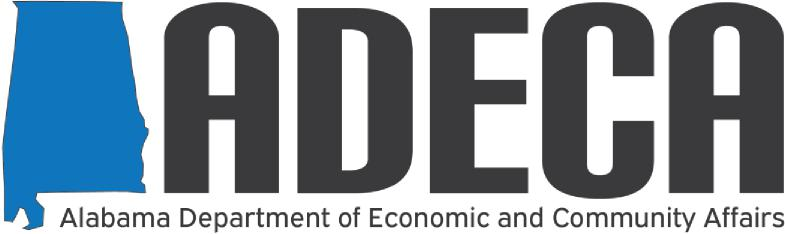 ADECA
Alabama Department of Economic and Community Affairs